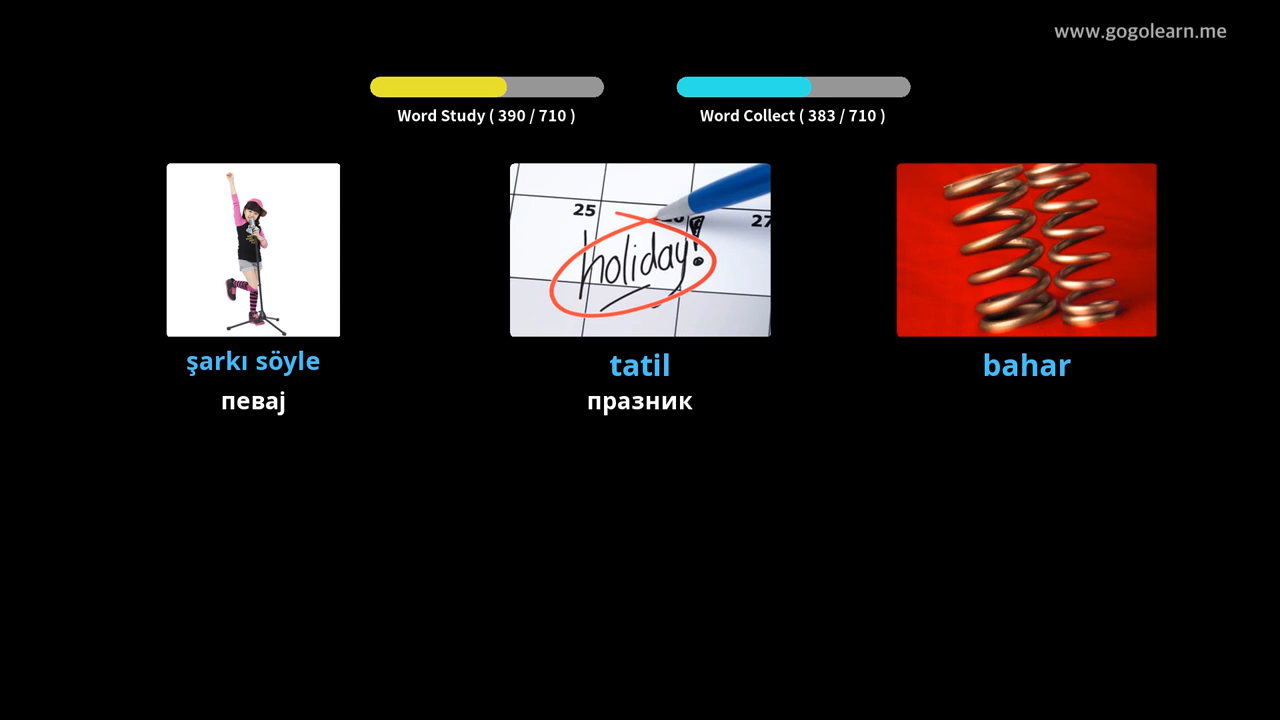 www.gogolearn.me
Word Study ( 390 / 710 )
Word Collect ( 383 / 710 )
25
27
holiday!
şarkı söyle
tatil
bahar
певај
празник